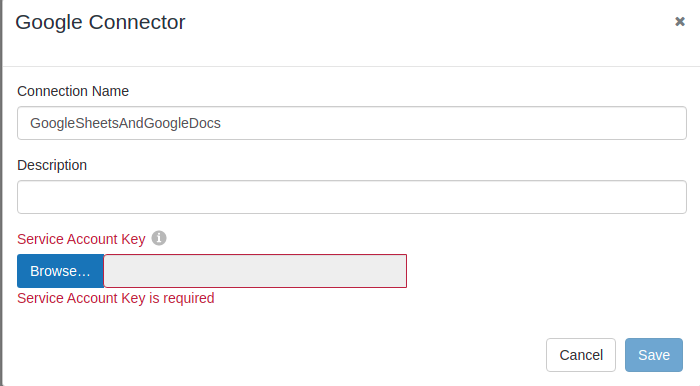 Google Connector
Connection Name
GoogleSheetsAndGoogleDocs
Description
Service Account Key
Browse…
Service Account Key is required
Cancel Save